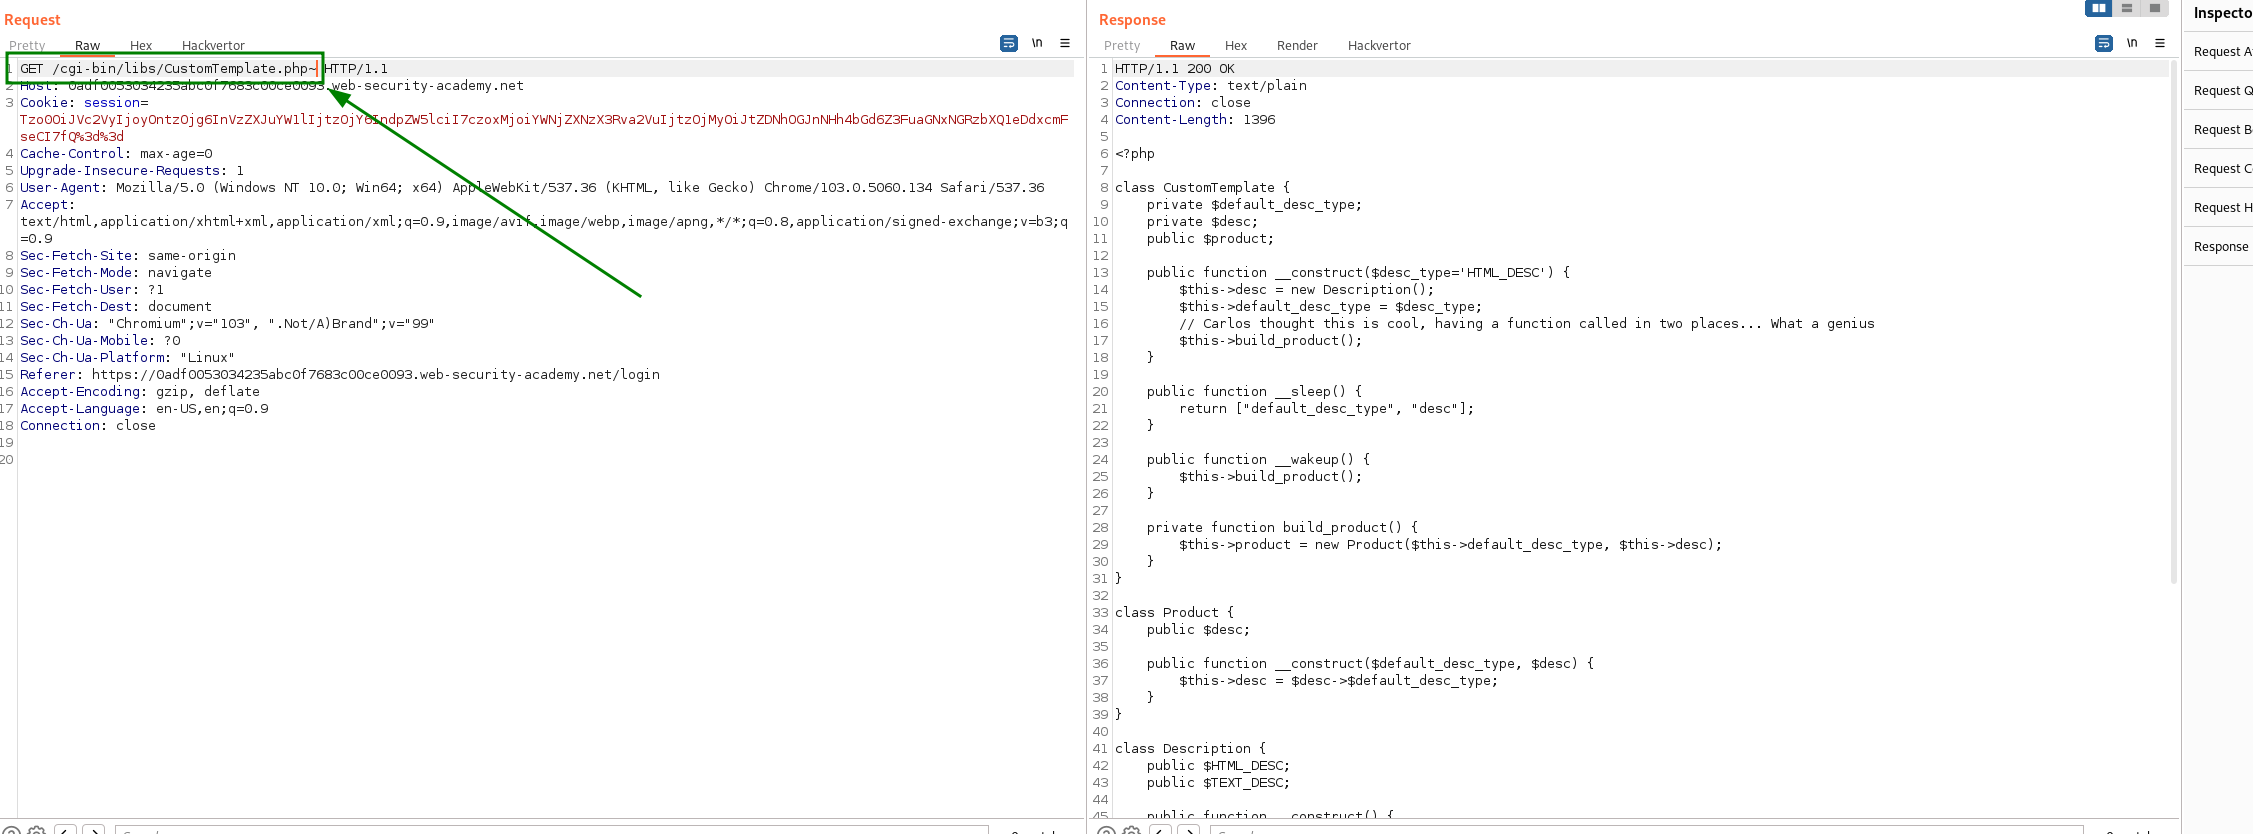 Request
Pretty Raw Hex Hackvertor \n
1 GET /cgi-bin/libs/CustomTemplate.php~ HTTP/1.1
2 Host: 0adf0053034235abc0f7683c00ce0093.web-security-academy.net
3 Cookie: session=
Tzo0OiJVc2VyIjoyOntzOjg6InVzZXJuYW1lIjtzOjY6IndpZW5lciI7czoxMjoiYWNjZXNzX3Rva2VuIjtzOjMyOiJtZDNhOGJnNHh4bGd6Z3FuaGNxNGRzbXQ1eDdxcmF
seCI7fQ%3d%3d
4 Cache-Control: max-age=0
5 Upgrade-Insecure-Requests: 1
6 User-Agent: Mozilla/5.0 (Windows NT 10.0; Win64; x64) AppleWebKit/537.36 (KHTML, like Gecko) Chrome/103.0.5060.134 Safari/537.36
7 Accept:
text/html,application/xhtml+xml,application/xml;q=0.9,image/avif,image/webp,image/apng,*/*;q=0.8,application/signed-exchange;v=b3;q
=0.9
8 Sec-Fetch-Site: same-origin
9 Sec-Fetch-Mode: navigate
10 Sec-Fetch-User: ?1
11 Sec-Fetch-Dest: document
12 Sec-Ch-Ua: "Chromium";v="103", ".Not/A)Brand";v="99"
13 Sec-Ch-Ua-Mobile: ?0
14 Sec-Ch-Ua-Platform: "Linux"
15 Referer: https://0adf0053034235abc0f7683c00ce0093.web-security-academy.net/login
16 Accept-Encoding: gzip, deflate
17 Accept-Language: en-US,en;q=0.9
18 Connection: close
19
20
Response
Pretty Raw Hex Render Hackvertor \n
1 HTTP/1.1 200 OK
2 Content-Type: text/plain
3 Connection: close
4 Content-Length: 1396
5
6 <?php
7
8 class CustomTemplate {
9     private $default_desc_type;
10     private $desc;
11     public $product;
12
13     public function __construct($desc_type='HTML_DESC') {
14         $this->desc = new Description();
15         $this->default_desc_type = $desc_type;
16         // Carlos thought this is cool, having a function called in two places... What a genius
17         $this->build_product();
18     }
19
20     public function __sleep() {
21         return ["default_desc_type", "desc"];
22     }
23
24     public function __wakeup() {
25         $this->build_product();
26     }
27
28     private function build_product() {
29         $this->product = new Product($this->default_desc_type, $this->desc);
30     }
31 }
32
33 class Product {
34     public $desc;
35
36     public function __construct($default_desc_type, $desc) {
37         $this->desc = $desc->$default_desc_type;
38     }
39 }
40
41 class Description {
42     public $HTML_DESC;
43     public $TEXT_DESC;
44
45     public function __construct() {
Inspecto
Request A
Request Q
Request B
Request C
Request H
Response